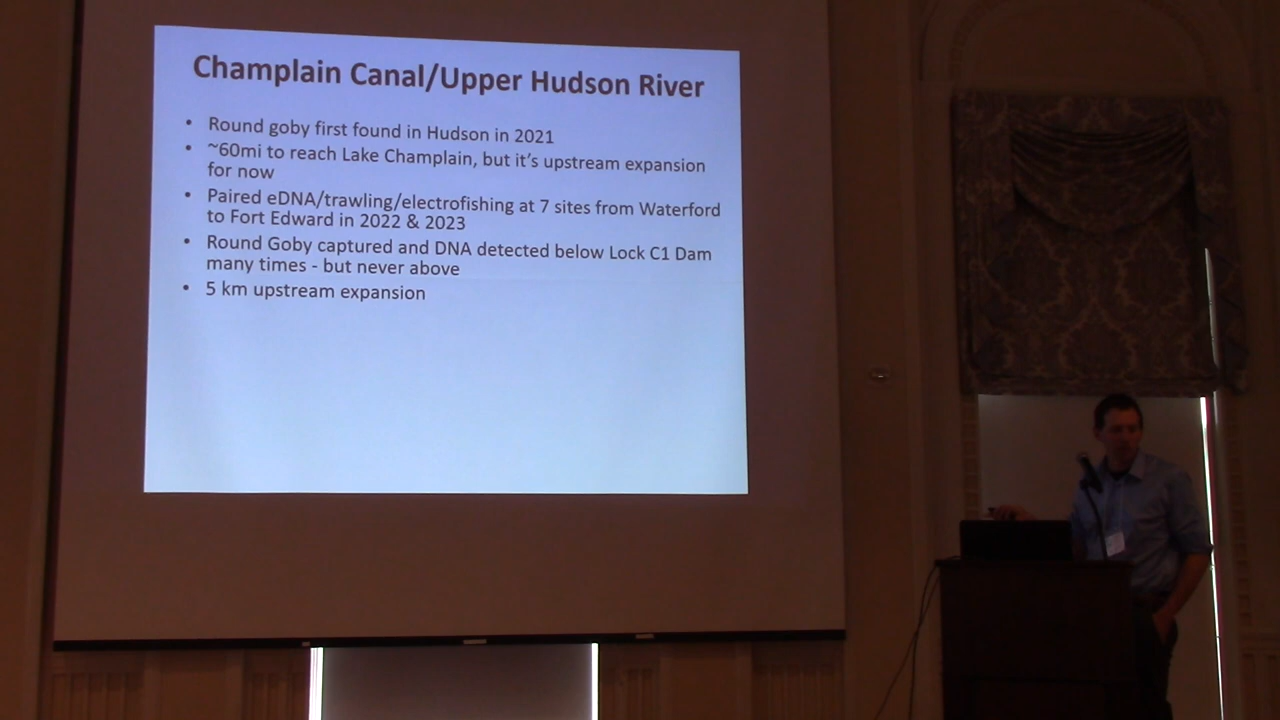 Champlain Canal/Upper Hudson River
• Round goby first found in Hudson in 2021
• ~60mi to reach Lake Champlain, but it's upstream expansion
for now
• Paired eDNA/trawling/electrofishing at 7 sites from Waterford
to Fort Edward in 2022 & 2023
• Round Goby captured and DNA detected below Lock C1 Dam
many times - but never above
• 5 km upstream expansion